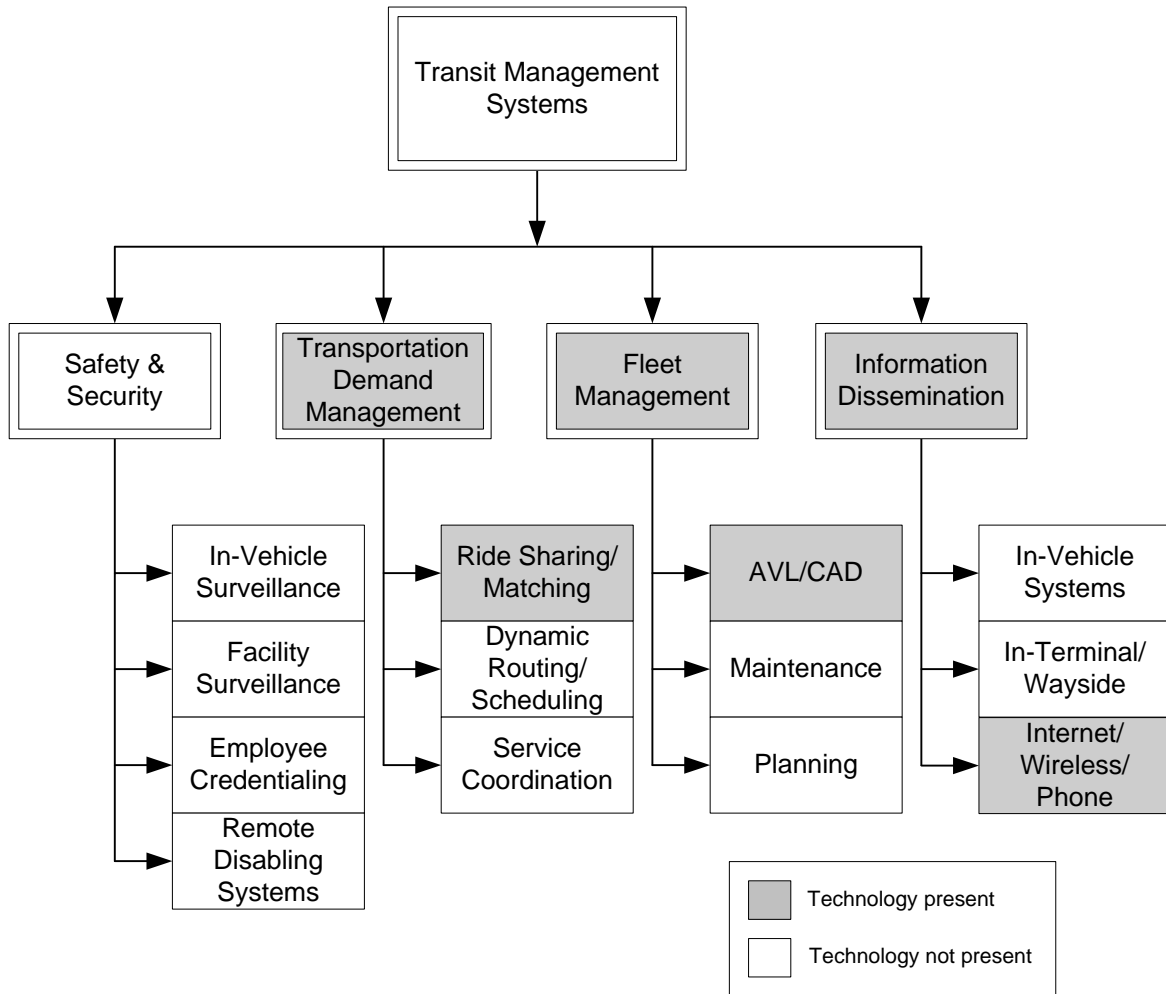 Transit Management
Systems
Safety &
Security
Transportation
Demand
Management
Fleet
Management
Information
Dissemination
In-Vehicle
Surveillance
Facility
Surveillance
Employee
Credentialing
Remote
Disabling
Systems
Ride Sharing/
Matching
Dynamic
Routing/
Scheduling
Service
Coordination
AVL/CAD
Maintenance
Planning
In-Vehicle
Systems
In-Terminal/
Wayside
Internet/
Wireless/
Phone
Technology present
Technology not present